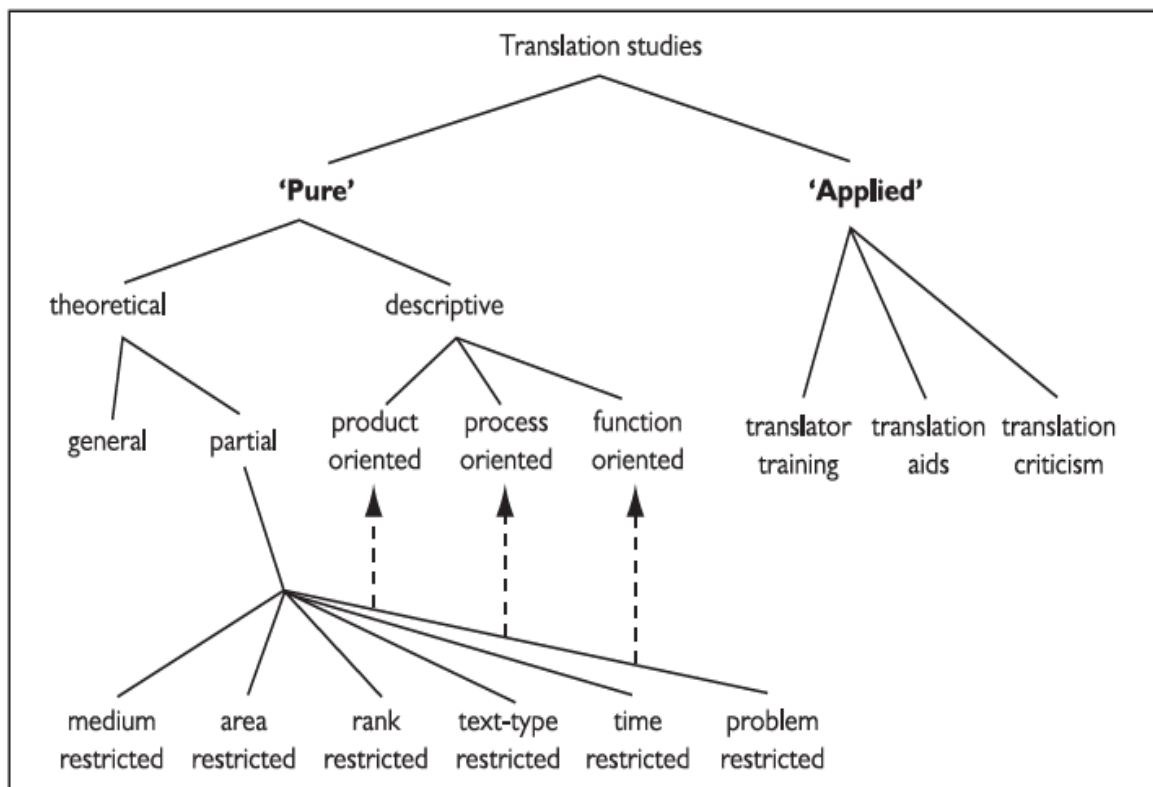 Translation studies
‘Pure’
‘Applied’
theoretical
descriptive
general
partial
product
oriented
process
oriented
function
oriented
translator
training
translation
aids
translation
criticism
medium
restricted
area
restricted
rank
restricted
text-type
restricted
time
restricted
problem
restricted